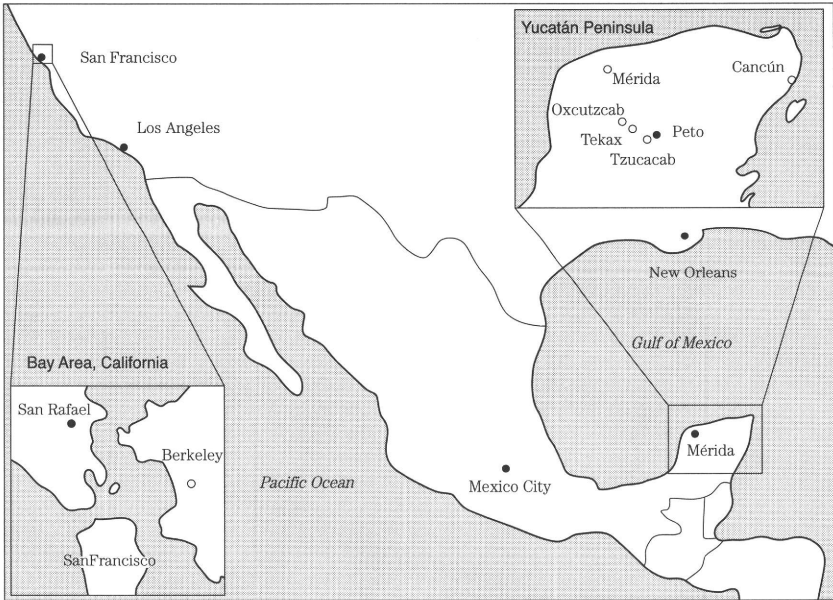 Yucatán Peninsula
San Francisco
Mérida
Cancún
Oxcutzcab
Los Angeles
Peto
Tekax
Tzucacab
New Orleans
Gulf of Mexico
Bay Area, California
San Rafael
Mérida
Berkeley
Pacific Ocean
Mexico City
SanFrancisco